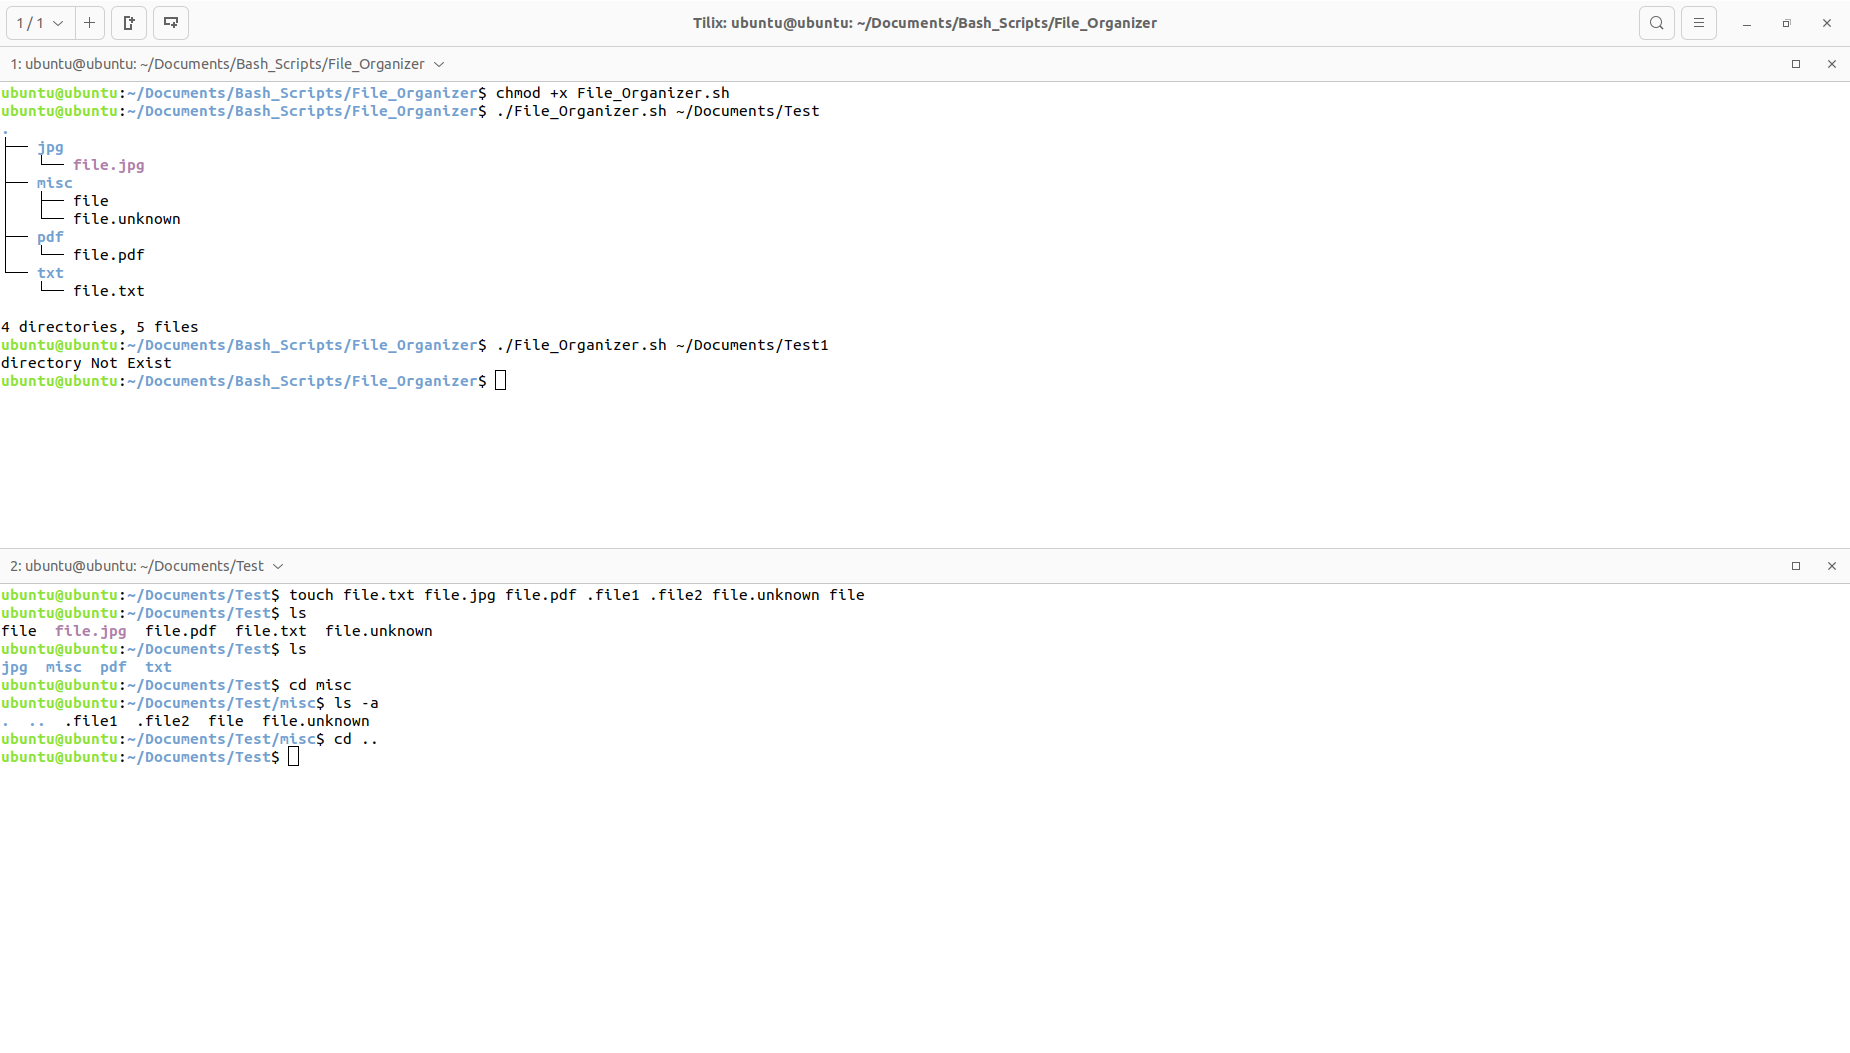 1 / 1
Tilix: ubuntu@ubuntu: ~/Documents/Bash_Scripts/File_Organizer
1: ubuntu@ubuntu: ~/Documents/Bash_Scripts/File_Organizer
ubuntu@ubuntu:~/Documents/Bash_Scripts/File_Organizer$ chmod +x File_Organizer.sh
ubuntu@ubuntu:~/Documents/Bash_Scripts/File_Organizer$ ./File_Organizer.sh ~/Documents/Test
.
├── jpg
│   └── file.jpg
├── misc
│   ├── file
│   └── file.unknown
├── pdf
│   └── file.pdf
└── txt
    └── file.txt
4 directories, 5 files
ubuntu@ubuntu:~/Documents/Bash_Scripts/File_Organizer$ ./File_Organizer.sh ~/Documents/Test1
directory Not Exist
ubuntu@ubuntu:~/Documents/Bash_Scripts/File_Organizer$
2: ubuntu@ubuntu: ~/Documents/Test
ubuntu@ubuntu:~/Documents/Test$ touch file.txt file.jpg file.pdf .file1 .file2 file.unknown file
ubuntu@ubuntu:~/Documents/Test$ ls
file  file.jpg  file.pdf  file.txt  file.unknown
ubuntu@ubuntu:~/Documents/Test$ ls
jpg  misc  pdf  txt
ubuntu@ubuntu:~/Documents/Test$ cd misc
ubuntu@ubuntu:~/Documents/Test/misc$ ls -a
.  ..  .file1  .file2  file  file.unknown
ubuntu@ubuntu:~/Documents/Test/misc$ cd ..
ubuntu@ubuntu:~/Documents/Test$